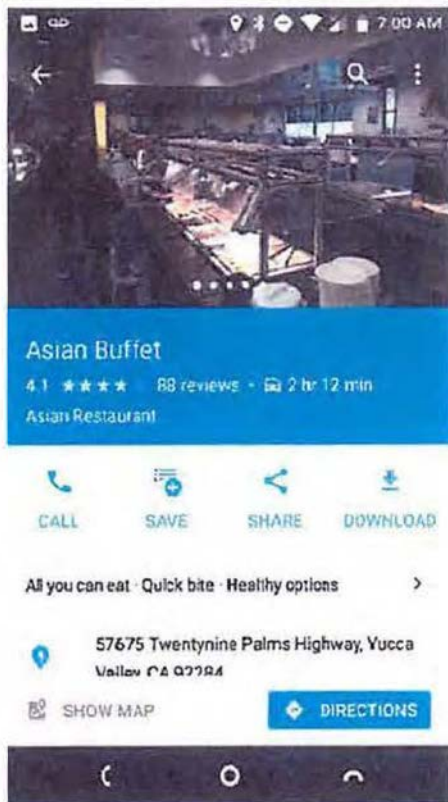 7:00 AM
Asian Buffet
4.1 ★★★★ 88 reviews · 2 hr 12 min
Asian Restaurant
CALL SAVE SHARE DOWNLOAD
All you can eat · Quick bite · Healthy options
57675 Twentynine Palms Highway, Yucca
Valley CA 92284
SHOW MAP DIRECTIONS